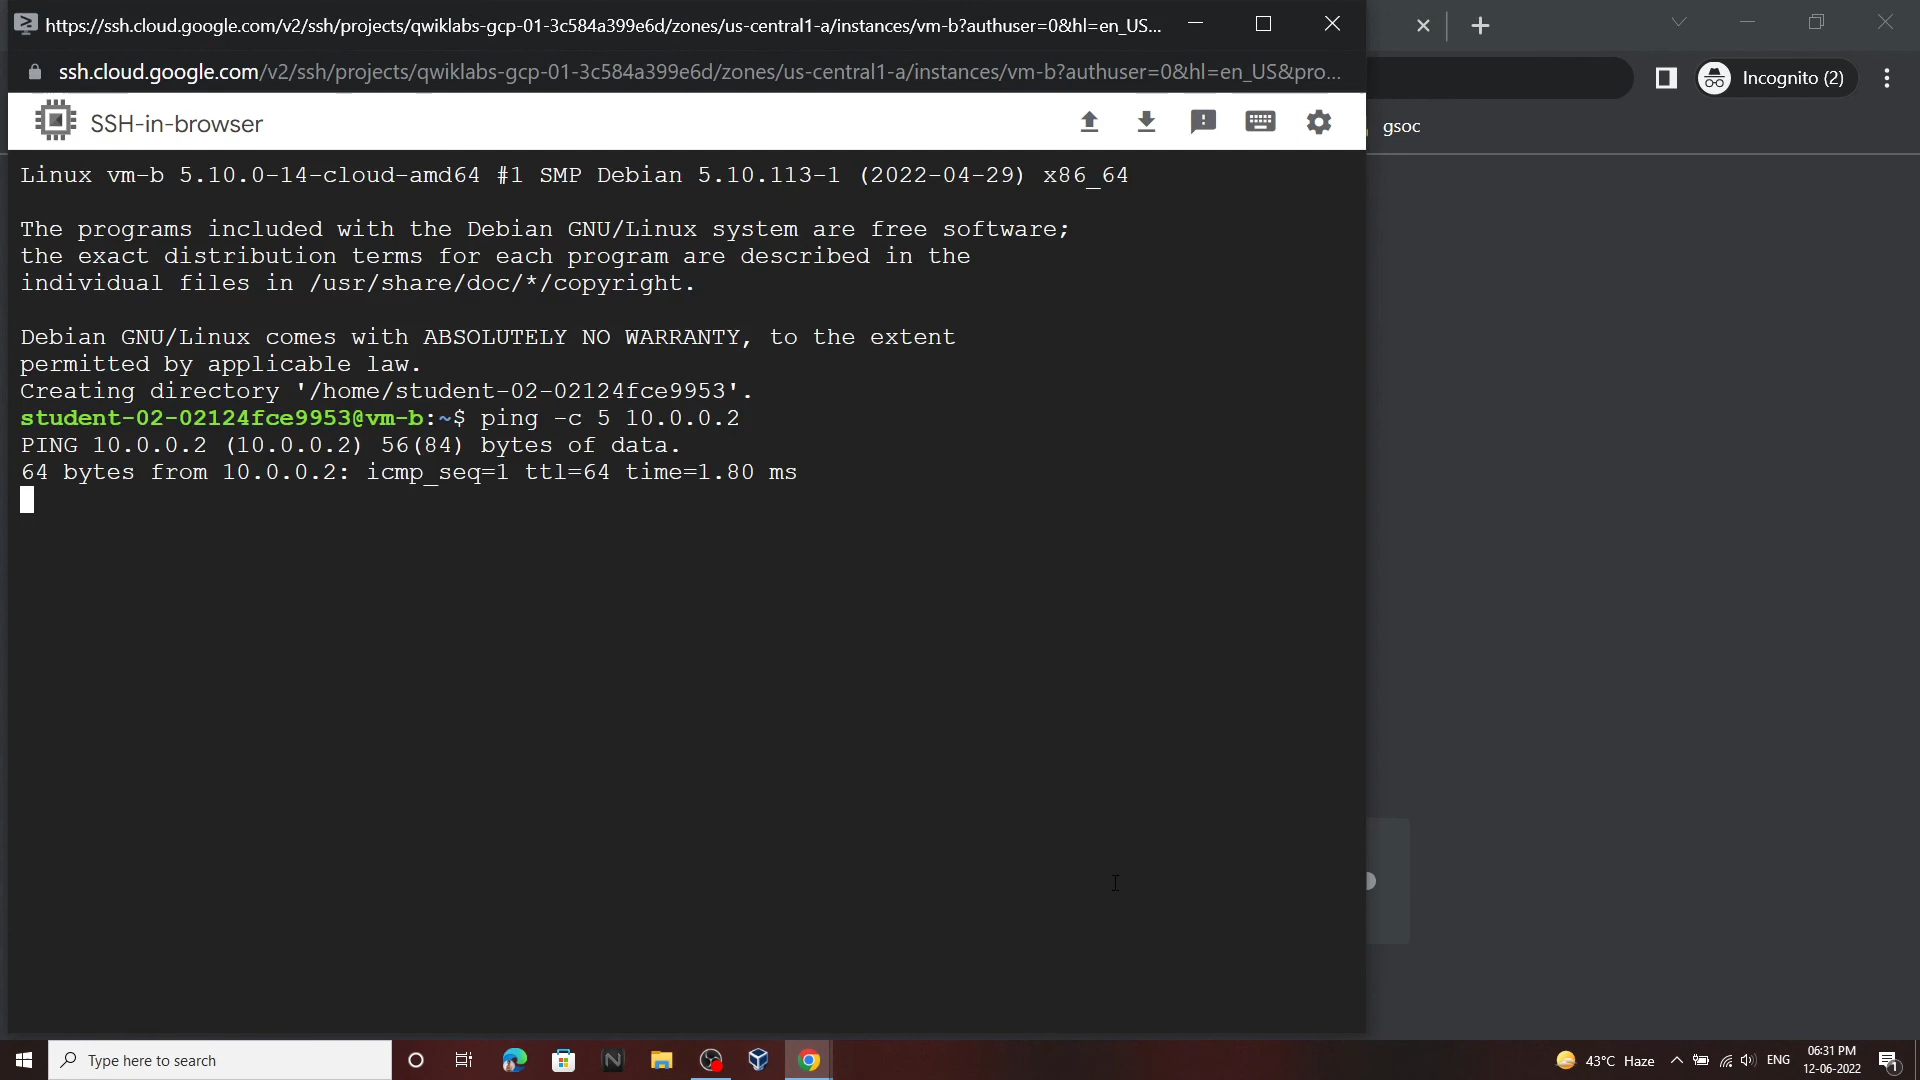 https://ssh.cloud.google.com/v2/ssh/projects/qwiklabs-gcp-01-3c584a399e6d/zones/us-central1-a/instances/vm-b?authuser=0&hl=en_US...
ssh.cloud.google.com/v2/ssh/projects/qwiklabs-gcp-01-3c584a399e6d/zones/us-central1-a/instances/vm-b?authuser=0&hl=en_US&pro...
Incognito (2)
SSH-in-browser
gsoc
Linux vm-b 5.10.0-14-cloud-amd64 #1 SMP Debian 5.10.113-1 (2022-04-29) x86_64
The programs included with the Debian GNU/Linux system are free software;
the exact distribution terms for each program are described in the
individual files in /usr/share/doc/*/copyright.
Debian GNU/Linux comes with ABSOLUTELY NO WARRANTY, to the extent
permitted by applicable law.
Creating directory '/home/student-02-02124fce9953'.
student-02-02124fce9953@vm-b:~$ ping -c 5 10.0.0.2
PING 10.0.0.2 (10.0.0.2) 56(84) bytes of data.
64 bytes from 10.0.0.2: icmp_seq=1 ttl=64 time=1.80 ms
Type here to search
43°C Haze
ENG
06:31 PM
12-06-2022
1